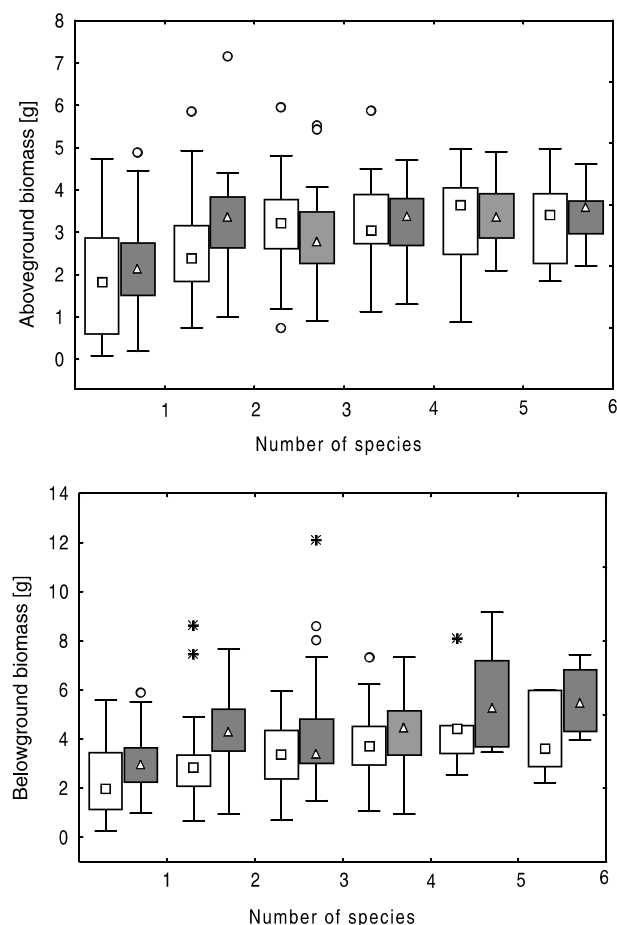 8
7
6
5
4
3
2
1
0
Aboveground biomass [g]
1 2 3 4 5 6
Number of species
14
12
10
8
6
4
2
0
Belowground biomass [g]
1 2 3 4 5 6
Number of species